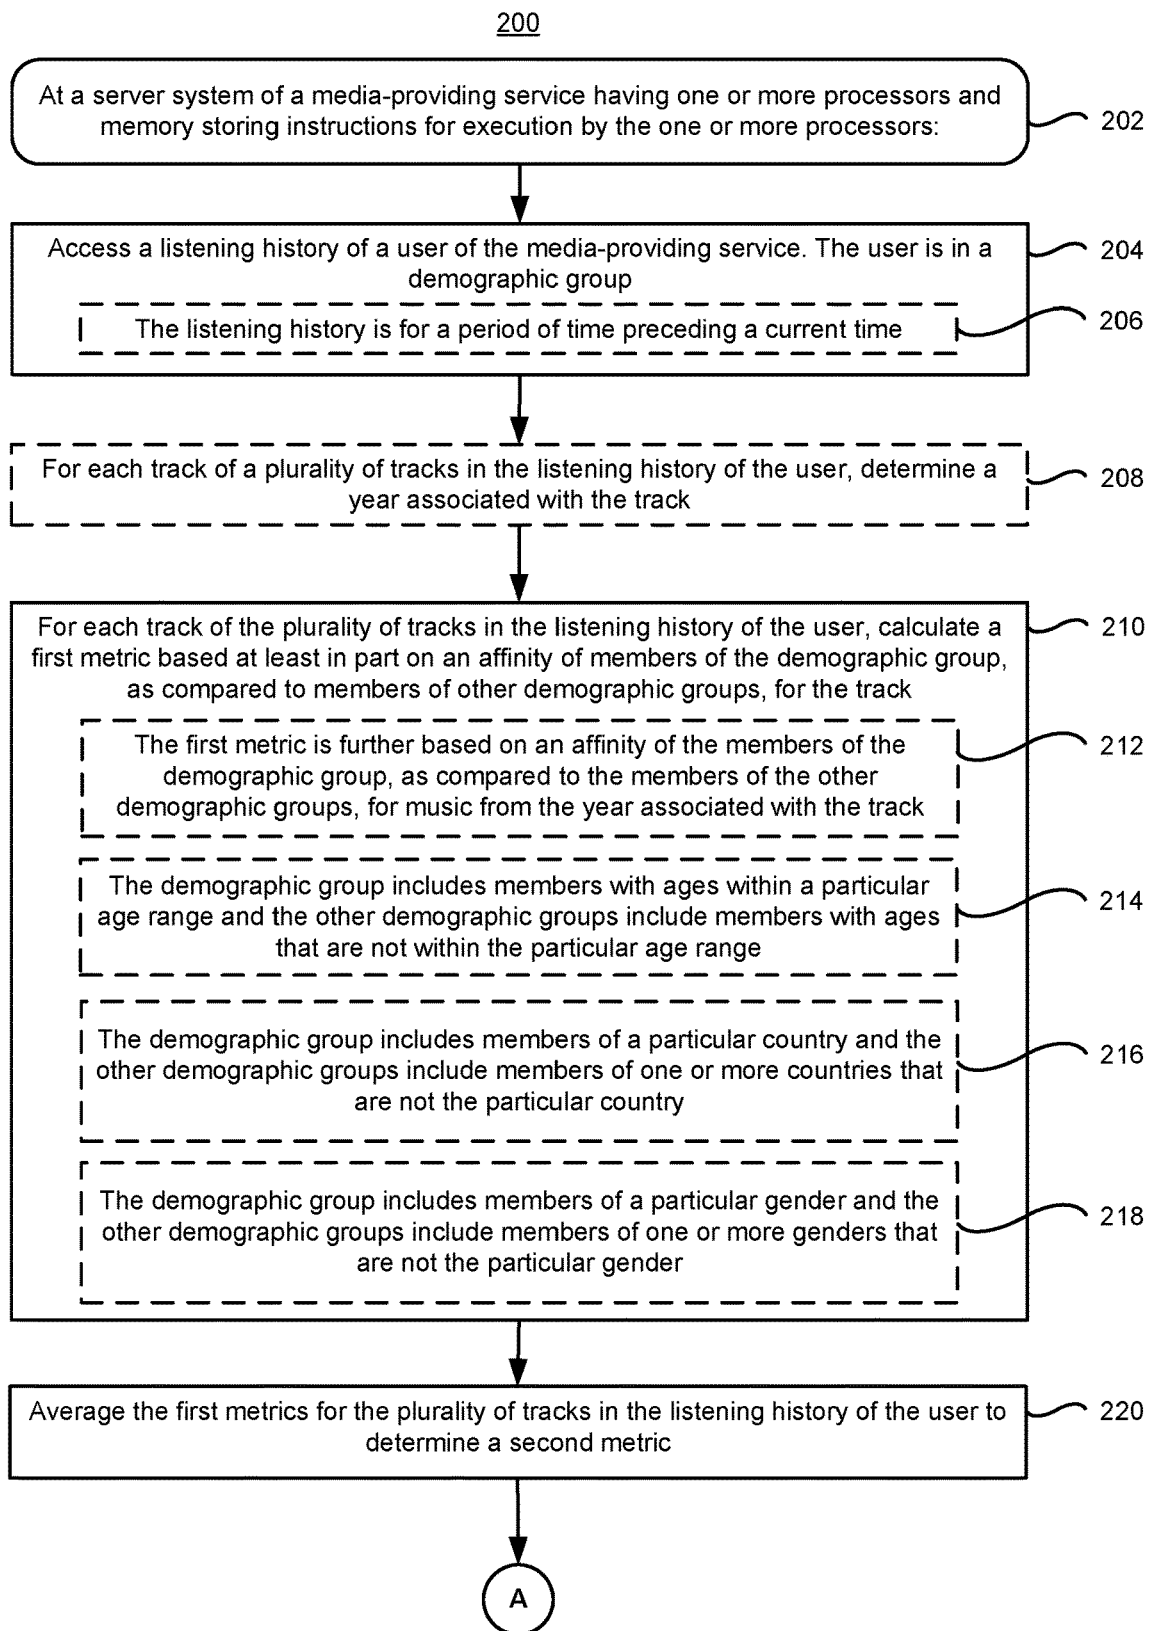 200
At a server system of a media-providing service having one or more processors and
memory storing instructions for execution by the one or more processors:
202
Access a listening history of a user of the media-providing service. The user is in a
demographic group
204
The listening history is for a period of time preceding a current time
206
For each track of a plurality of tracks in the listening history of the user, determine a
year associated with the track
208
For each track of the plurality of tracks in the listening history of the user, calculate a
first metric based at least in part on an affinity of members of the demographic group,
as compared to members of other demographic groups, for the track
210
The first metric is further based on an affinity of the members of the
demographic group, as compared to the members of the other
demographic groups, for music from the year associated with the track
212
The demographic group includes members with ages within a particular
age range and the other demographic groups include members with ages
that are not within the particular age range
214
The demographic group includes members of a particular country and the
other demographic groups include members of one or more countries that
are not the particular country
216
The demographic group includes members of a particular gender and the
other demographic groups include members of one or more genders that
are not the particular gender
218
Average the first metrics for the plurality of tracks in the listening history of the user to
determine a second metric
220
A